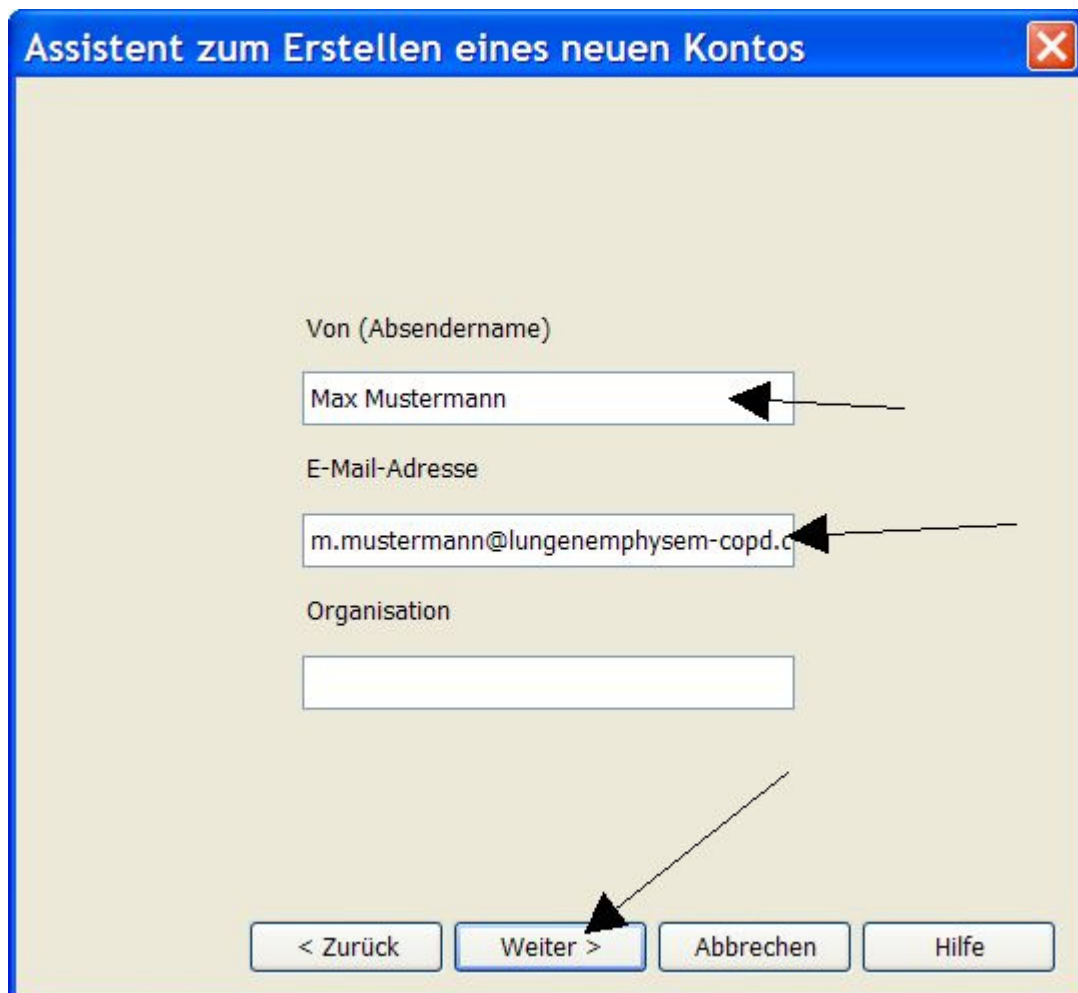 Assistent zum Erstellen eines neuen Kontos
Von (Absendername)
Max Mustermann
E-Mail-Adresse
m.mustermann@lungenemphysem-copd.
Organisation
< Zurück
Weiter >
Abbrechen
Hilfe